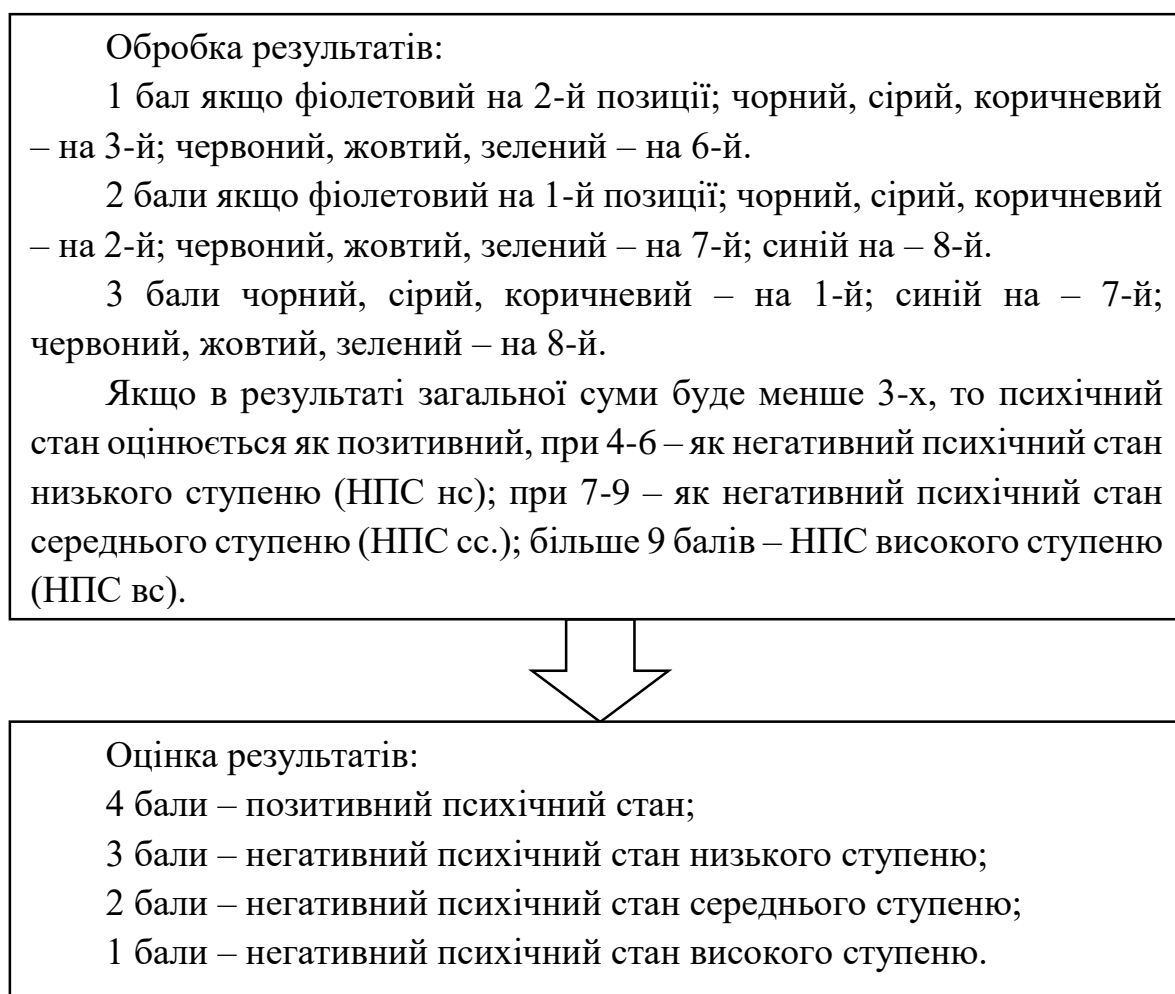 Обробка результатів:
1 бал якщо фіолетовий на 2-й позиції; чорний, сірий, коричневий
– на 3-й; червоний, жовтий, зелений – на 6-й.
2 бали якщо фіолетовий на 1-й позиції; чорний, сірий, коричневий
– на 2-й; червоний, жовтий, зелений – на 7-й; синій на – 8-й.
3 бали чорний, сірий, коричневий – на 1-й; синій на – 7-й;
червоний, жовтий, зелений – на 8-й.
Якщо в результаті загальної суми буде менше 3-х, то психічний
стан оцінюється як позитивний, при 4-6 – як негативний психічний стан
низького ступеню (НПС нс); при 7-9 – як негативний психічний стан
середнього ступеню (НПС сс.); більше 9 балів – НПС високого ступеню
(НПС вс).
Оцінка результатів:
4 бали – позитивний психічний стан;
3 бали – негативний психічний стан низького ступеню;
2 бали – негативний психічний стан середнього ступеню;
1 бали – негативний психічний стан високого ступеню.